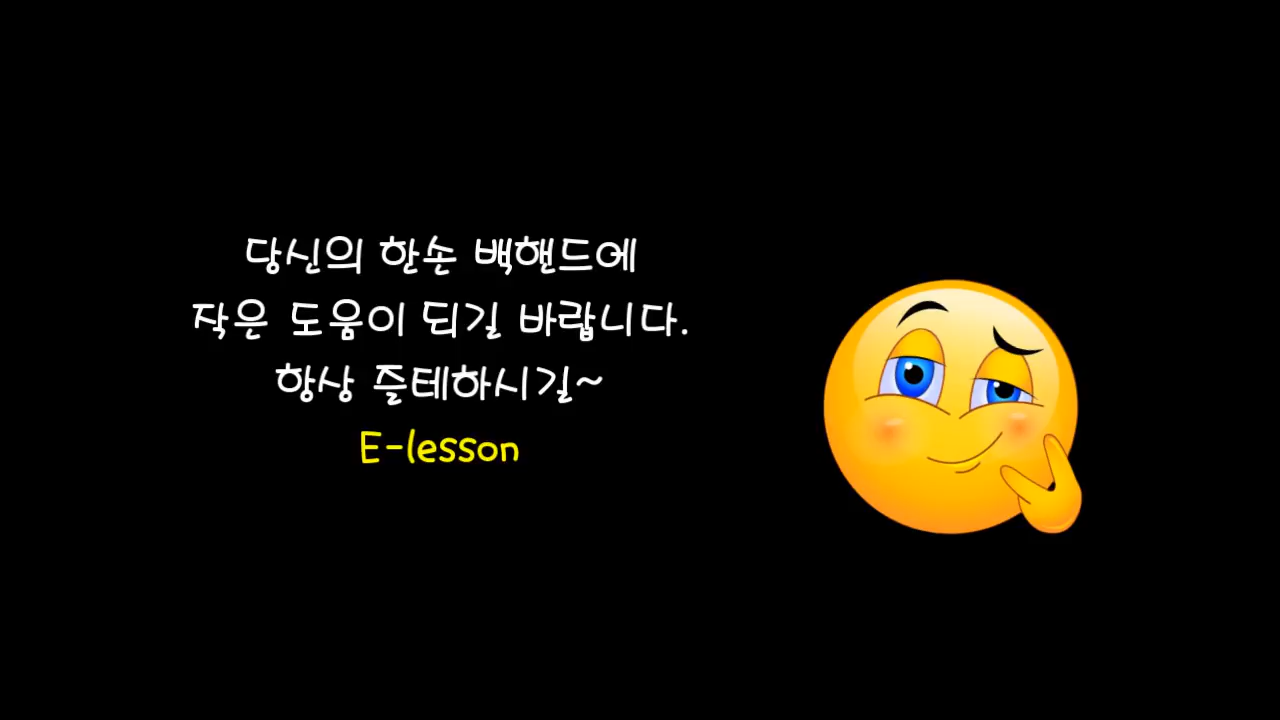 당신의 한손 백핸드에
작은 도움이 되길 바랍니다.
항상 즐테하시길~
E-lesson